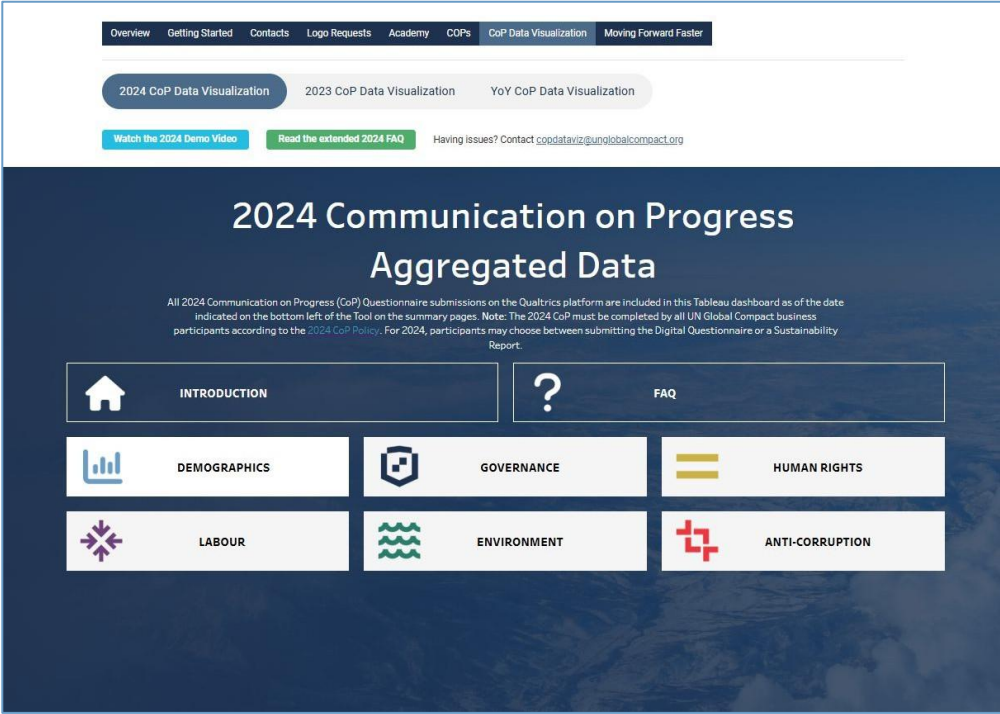 Overview Getting Started Contacts Logo Requests Academy COPs CoP Data Visualization Moving Forward Faster
2024 CoP Data Visualization 2023 CoP Data Visualization YoY CoP Data Visualization
Watch the 2024 Demo Video Read the extended 2024 FAQ Having issues? Contact copdataviz@unglobalcompact.org
2024 Communication on Progress
Aggregated Data
All 2024 Communication on Progress (CoP) Questionnaire submissions on the Qualtrics platform are included in this Tableau dashboard as of the date
indicated on the bottom left of the Tool on the summary pages. Note: The 2024 CoP must be completed by all UN Global Compact business
participants according to the 2024 CoP Policy. For 2024, participants may choose between submitting the Digital Questionnaire or a Sustainability
Report.
INTRODUCTION FAQ
DEMOGRAPHICS GOVERNANCE HUMAN RIGHTS
LABOUR ENVIRONMENT ANTI-CORRUPTION